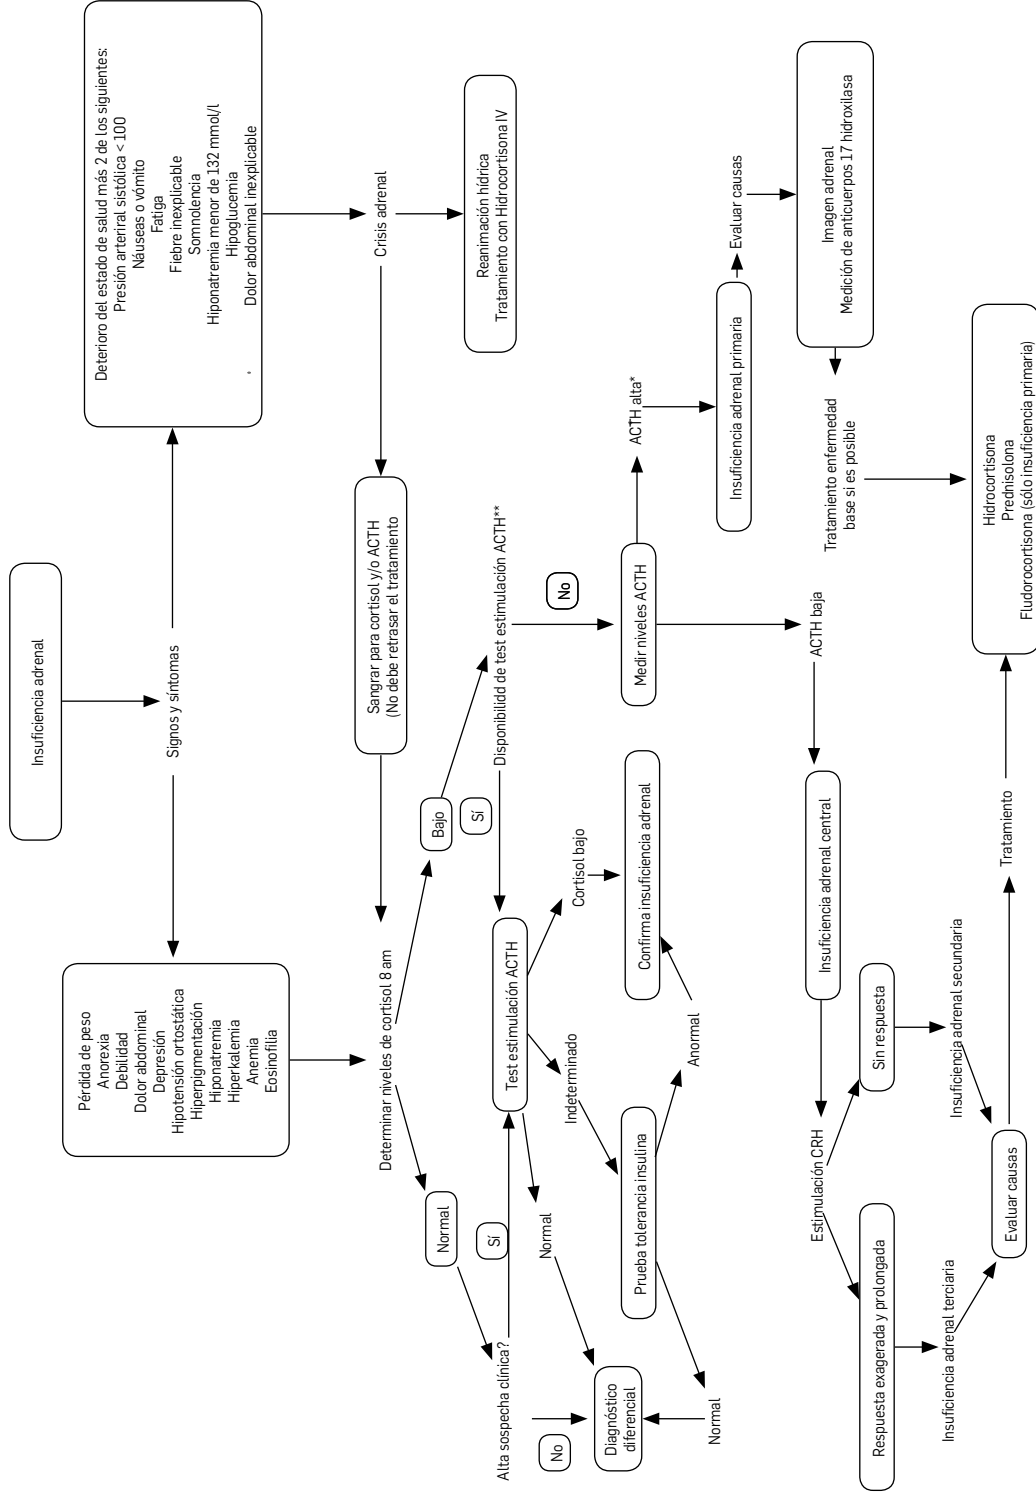 Insuficiencia adrenal
Signos y síntomas
Pérdida de peso
Anorexia
Debilidad
Dolor abdominal
Depresión
Hipotensión ortostática
Hiperpigmentación
Hiponatremia
Hiperkalemia
Anemia
Eosinofilia
Deterioro del estado de salud más 2 de los siguientes:
Presión arteriral sistólica < 100
Náuseas o vómito
Fatiga
Fiebre inexplicable
Somnolencia
Hiponatremia menor de 132 mmol/l
Hipoglucemia
Dolor abdominal inexplicable
Crisis adrenal
Reanimación hídrica
Tratamiento con Hidrocortisona IV
Sangrar para cortisol y/o ACTH
(No debe retrasar el tratamiento
Determinar niveles de cortisol 8 am
Normal
Bajo
Alta sospecha clínica?
Sí
No
Sí
Disponibilidd de test estimulación ACTH**
No
Test estimulación ACTH
Normal
Indeterminado
Cortisol bajo
Diagnóstico
diferencial
Prueba tolerancia insulina
Confirma insuficiencia adrenal
Normal
Anormal
Medir niveles ACTH
ACTH alta*
Insuficiencia adrenal primaria
Evaluar causas
Imagen adrenal
Medición de anticuerpos 17 hidroxilasa
Tratamiento enfermedad
base si es posible
ACTH baja
Insuficiencia adrenal central
Estimulación CRH
Respuesta exagerada y prolongada
Sin respuesta
Insuficiencia adrenal terciaria
Insuficiencia adrenal secundaria
Evaluar causas
Tratamiento
Hidrocortisona
Prednisolona
Fludorocortisona (sólo insuficiencia primaria)